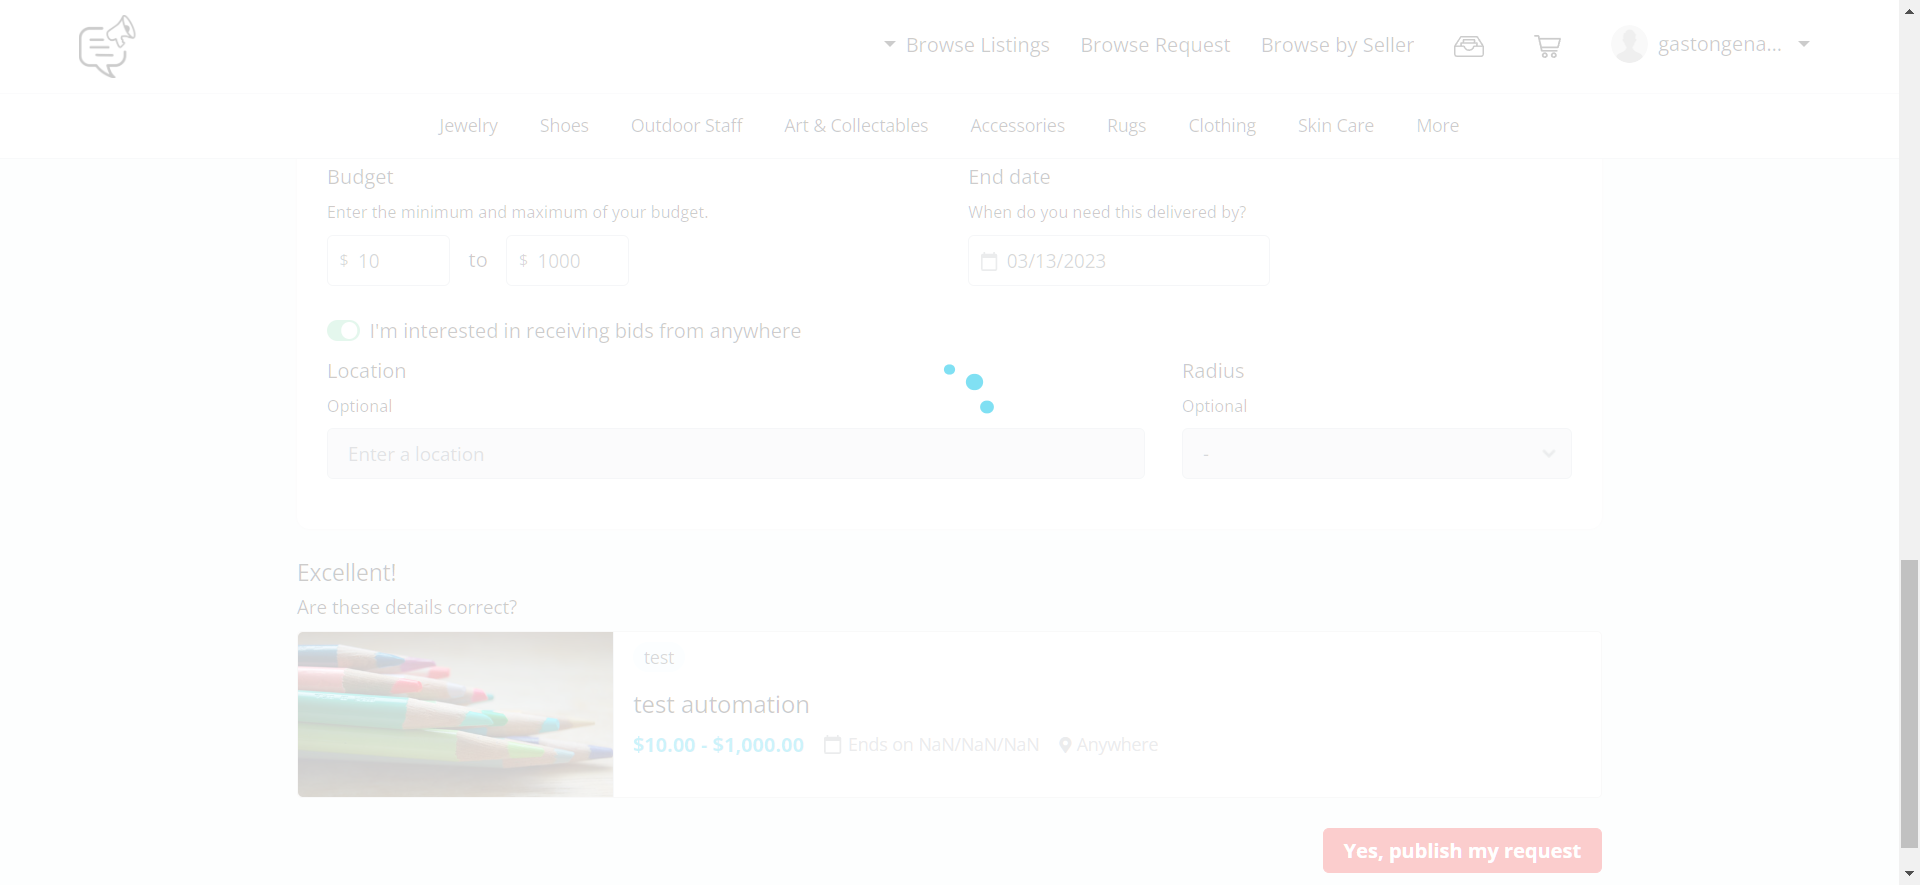 Browse Listings Browse Request Browse by Seller gastongena...
Jewelry Shoes Outdoor Staff Art & Collectables Accessories Rugs Clothing Skin Care More
Budget End date
Enter the minimum and maximum of your budget. When do you need this delivered by?
$ 10 to $ 1000 03/13/2023
I'm interested in receiving bids from anywhere
Location Radius
Optional Optional
Enter a location -
Excellent!
Are these details correct?
test
test automation
$10.00 - $1,000.00 Ends on NaN/NaN/NaN Anywhere
Yes, publish my request